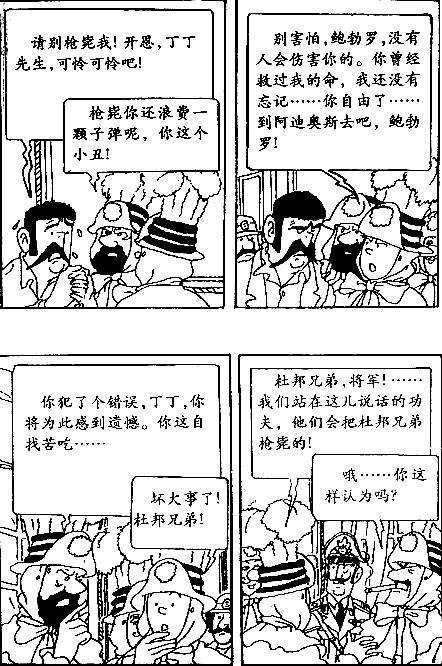 请别枪毙我!开恩,丁丁
先生,可怜可怜吧!
枪毙你还浪费一
颗子弹呢,你这个
小丑!
别害怕,鲍勃罗,没有
人会伤害你的。你曾经
救过我的命,我还没有
忘记……你自由了……
到阿迪奥斯去吧,鲍勃
罗!
你犯了个错误,丁丁,你
将为此感到遗憾。你这自
找苦吃……
坏大事了!
杜邦兄弟!
杜邦兄弟,将军!……
我们站在这儿说话的功
夫,他们会把杜邦兄弟
枪毙的!
哦……你这
样认为吗?